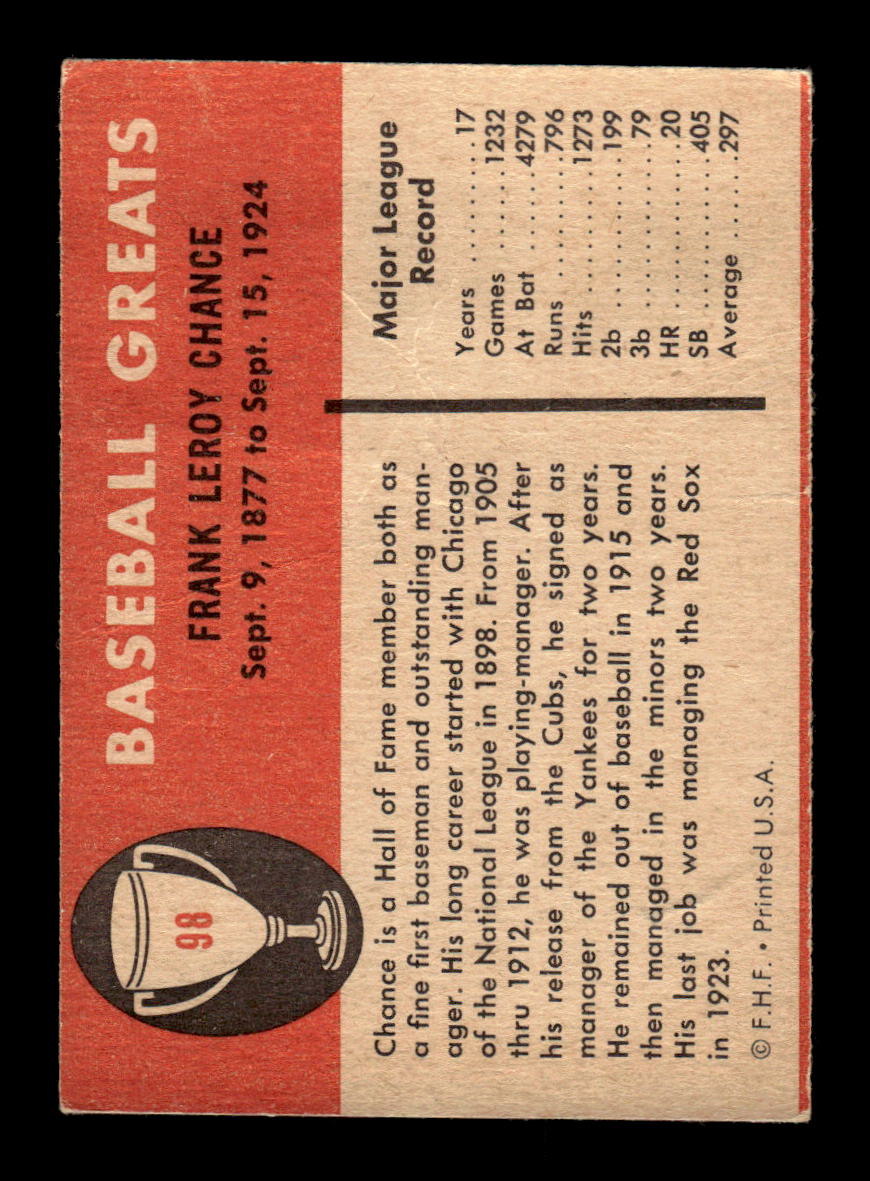 BASEBALL GREATS
FRANK LEROY CHANCE
Sept. 9, 1877 to Sept. 15, 1924
98
Chance is a Hall of Fame member both as
a fine first baseman and outstanding man-
ager. His long career started with Chicago
of the National League in 1898. From 1905
thru 1912, he was playing-manager. After
his release from the Cubs, he signed as
manager of the Yankees for two years.
He remained out of baseball in 1915 and
then managed in the minors two years.
His last job was managing the Red Sox
in 1923.
© F.H.F. • Printed U.S.A.
Major League
Record
Years .........17
Games .......1232
At Bat .......4279
Runs .........796
Hits .........1273
2b ..........199
3b ...........79
HR ...........20
SB ..........405
Average ......297